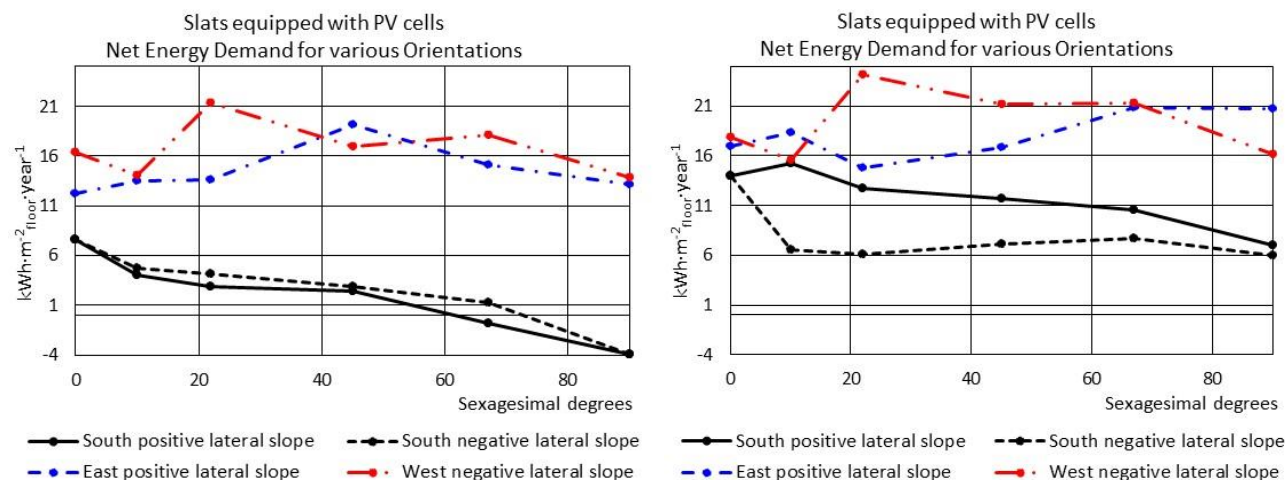 Slats equipped with PV cells
Net Energy Demand for various Orientations
kWh·m⁻²floor·year⁻¹
21
16
11
6
1
-4
0 20 40 60 80
Sexagesimal degrees
South positive lateral slope South negative lateral slope
East positive lateral slope West negative lateral slope
Slats equipped with PV cells
Net Energy Demand for various Orientations
kWh·m⁻²floor·year⁻¹
21
16
11
6
1
-4
0 20 40 60 80
Sexagesimal degrees
South positive lateral slope South negative lateral slope
East positive lateral slope West negative lateral slope